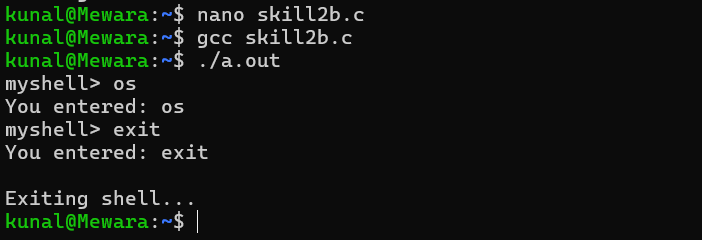 kunal@Mewara:~$ nano skill2b.c
kunal@Mewara:~$ gcc skill2b.c
kunal@Mewara:~$ ./a.out
myshell> os
You entered: os
myshell> exit
You entered: exit
Exiting shell...
kunal@Mewara:~$